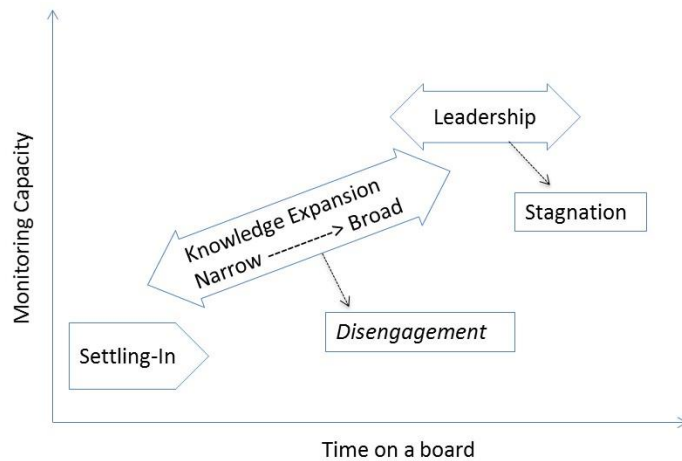 Leadership
Knowledge Expansion
Narrow --------> Broad
Stagnation
Disengagement
Settling-In
Monitoring Capacity
Time on a board